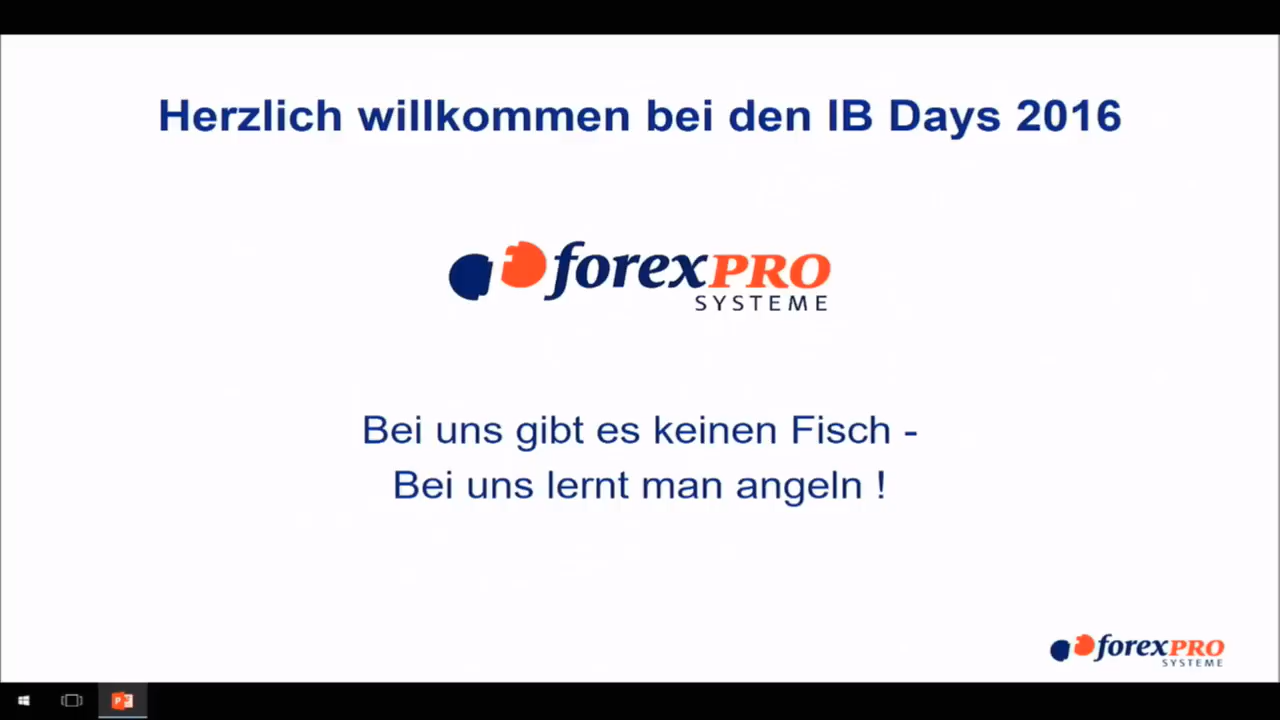 Herzlich willkommen bei den IB Days 2016
forexPRO
SYSTEME
Bei uns gibt es keinen Fisch -
Bei uns lernt man angeln !
forexPRO
SYSTEME